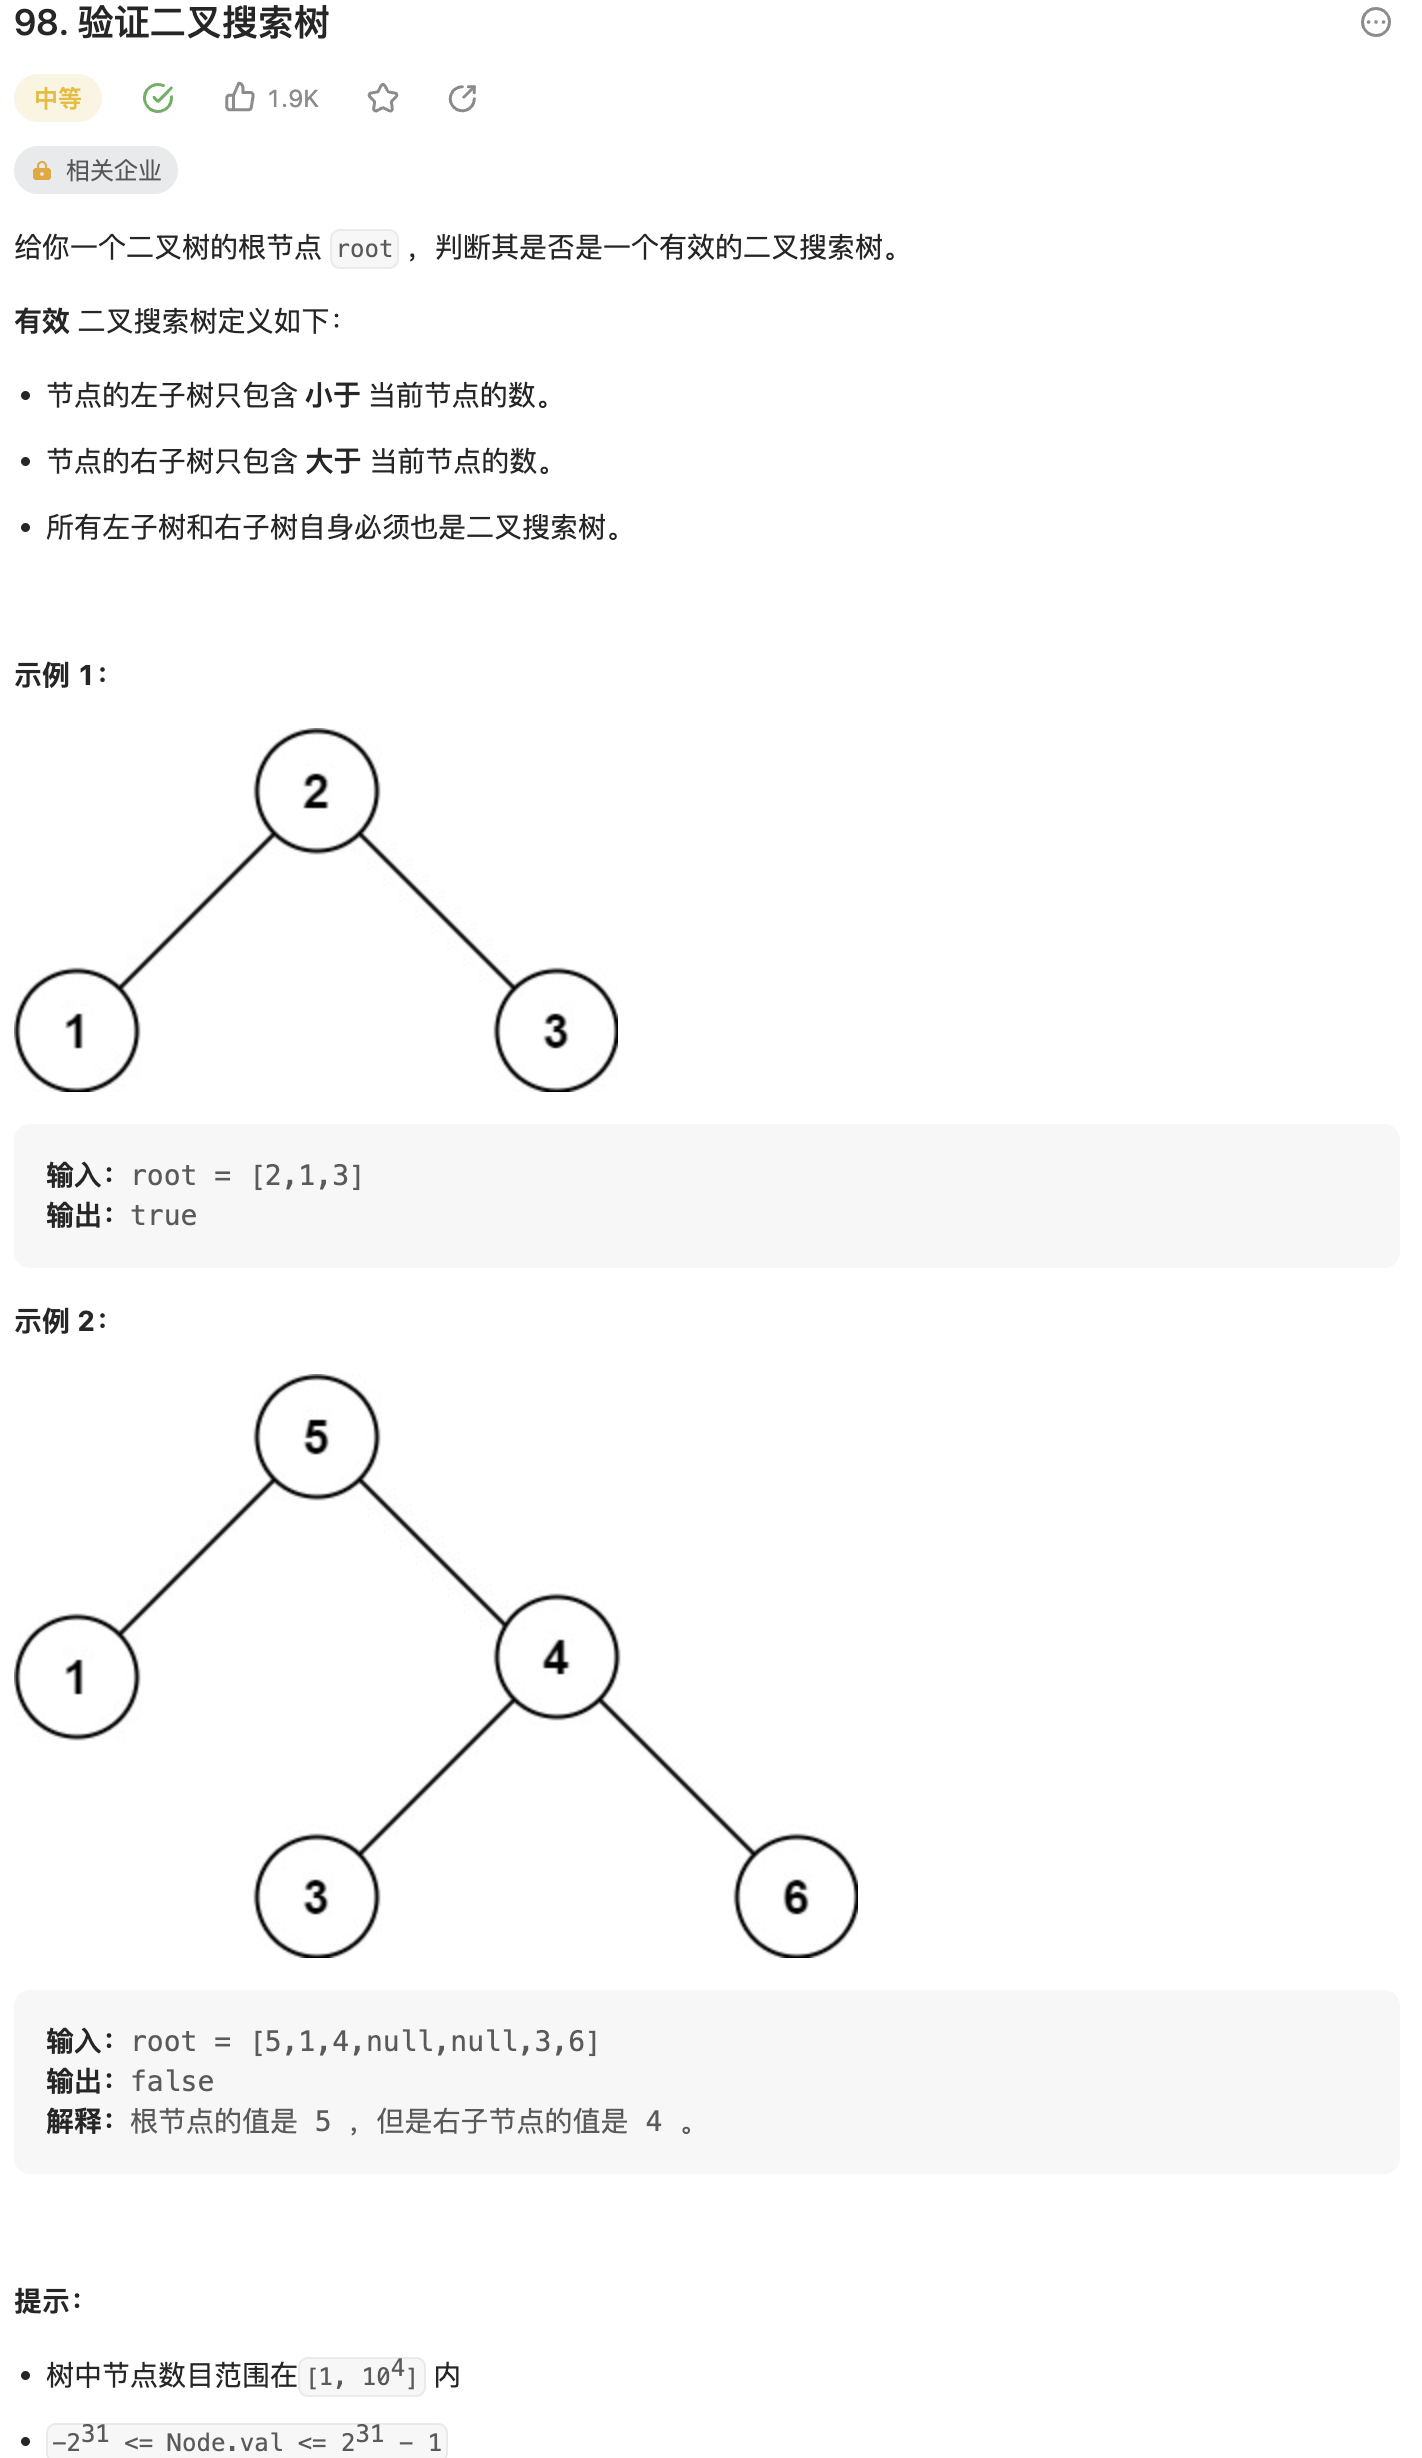 98. 验证二叉搜索树
中等 1.9K
相关企业
给你一个二叉树的根节点 root ，判断其是否是一个有效的二叉搜索树。
有效 二叉搜索树定义如下：
• 节点的左子树只包含 小于 当前节点的数。
• 节点的右子树只包含 大于 当前节点的数。
• 所有左子树和右子树自身必须也是二叉搜索树。
示例 1：
2
1 3
输入：root = [2,1,3]
输出：true
示例 2：
5
1 4
3 6
输入：root = [5,1,4,null,null,3,6]
输出：false
解释：根节点的值是 5 ，但是右子节点的值是 4 。
提示：
• 树中节点数目范围在[1, 10⁴] 内
• -2³¹ <= Node.val <= 2³¹ - 1